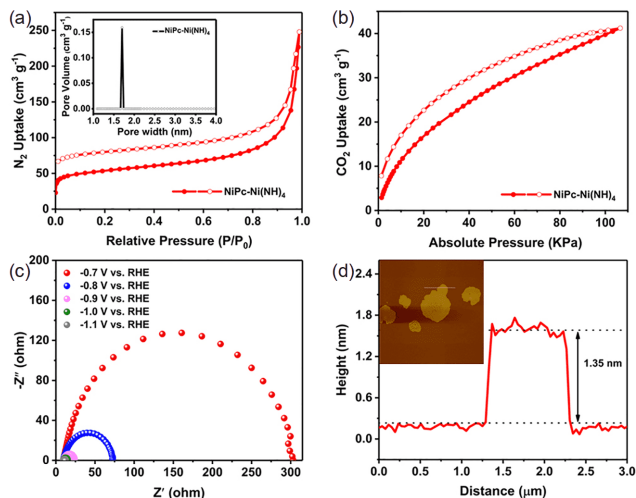 (a)
N₂ Uptake (cm³ g⁻¹)
250
200
150
100
50
0
0.0 0.2 0.4 0.6 0.8 1.0
Relative Pressure (P/P₀)
NiPc-Ni(NH)₄
Pore Volume (cm³ g⁻¹)
0.15
0.10
0.05
0.00
1.0 1.5 2.0 2.5 3.0 3.5 4.0
Pore width (nm)
NiPc-Ni(NH)₄
(b)
CO₂ Uptake (cm³ g⁻¹)
40
30
20
10
0
0 20 40 60 80 100
Absolute Pressure (KPa)
NiPc-Ni(NH)₄
(c)
-Z″ (ohm)
200
160
120
80
40
0
0 50 100 150 200 250 300
Z′ (ohm)
-0.7 V vs. RHE
-0.8 V vs. RHE
-0.9 V vs. RHE
-1.0 V vs. RHE
-1.1 V vs. RHE
(d)
Height (nm)
2.4
1.8
1.2
0.6
0.0
0.0 0.5 1.0 1.5 2.0 2.5 3.0
Distance (μm)
1.35 nm